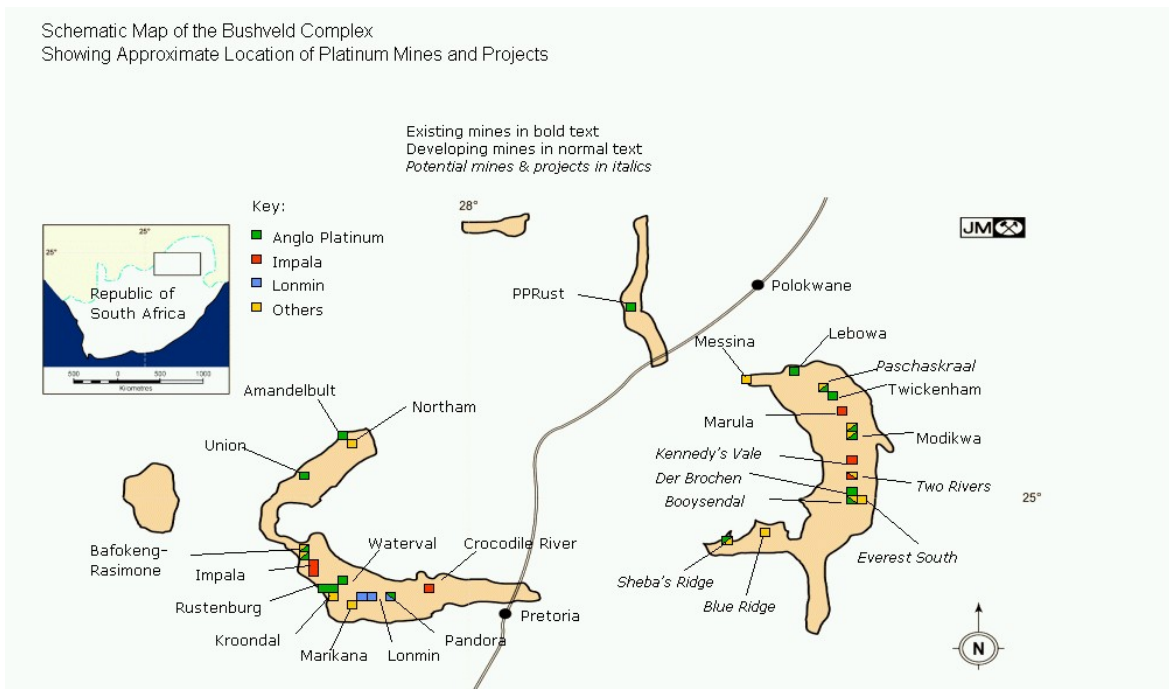 Schematic Map of the Bushveld Complex
Showing Approximate Location of Platinum Mines and Projects
Existing mines in bold text
Developing mines in normal text
Potential mines & projects in italics
Key:
Anglo Platinum
Impala
Lonmin
Others
28°
JM
25°
25°
Republic of
South Africa
500 0 500 1000
Kilometres
PPRust
Polokwane
Messina
Lebowa
Paschaskraal
Twickenham
Amandelbult
Northam
Marula
Modikwa
Union
Kennedy's Vale
Der Brochen
Two Rivers
Booysendal
25°
Everest South
Bafokeng-
Rasimone
Waterval
Crocodile River
Impala
Sheba's Ridge
Blue Ridge
Rustenburg
Pretoria
Kroondal
Marikana
Lonmin
Pandora
N